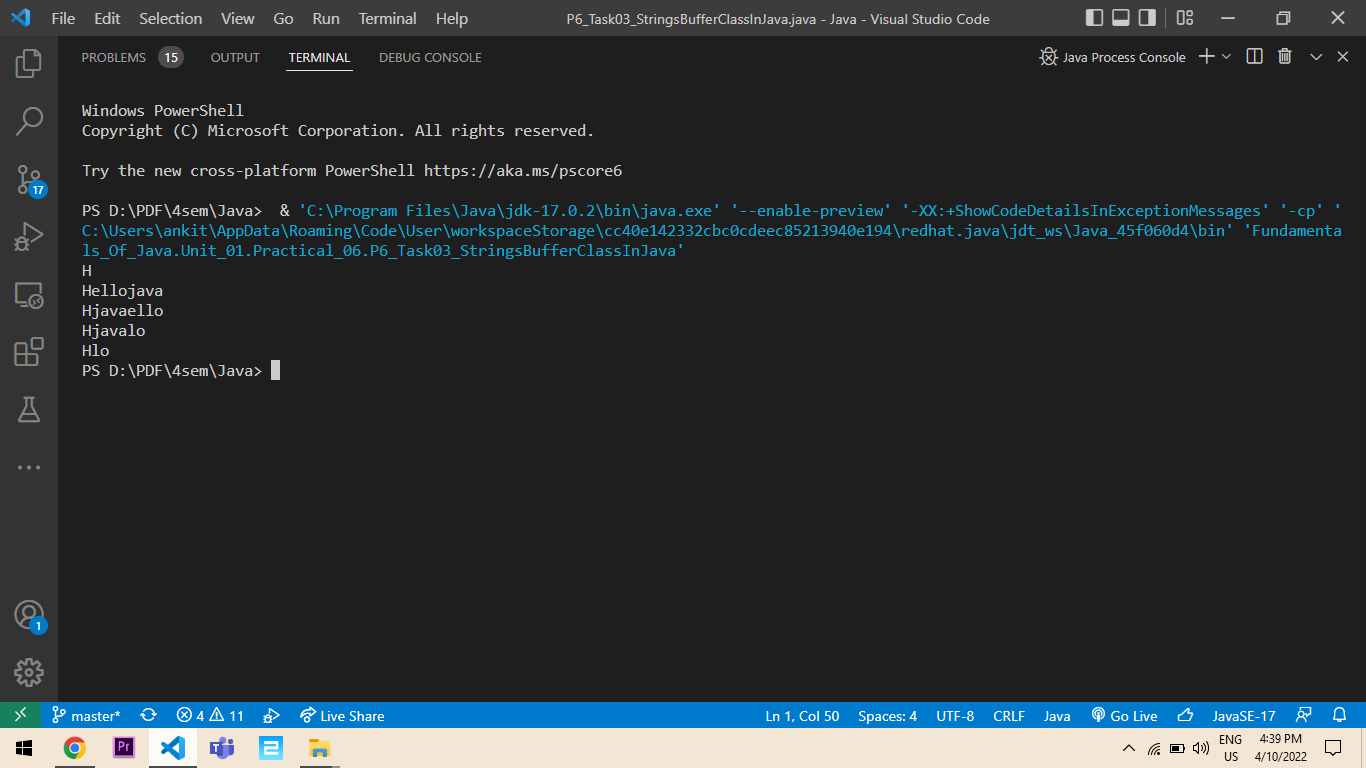 File Edit Selection View Go Run Terminal Help P6_Task03_StringsBufferClassInJava.java - Java - Visual Studio Code
PROBLEMS 15 OUTPUT TERMINAL DEBUG CONSOLE Java Process Console
Windows PowerShell
Copyright (C) Microsoft Corporation. All rights reserved.
Try the new cross-platform PowerShell https://aka.ms/pscore6
PS D:\PDF\4sem\Java>  & 'C:\Program Files\Java\jdk-17.0.2\bin\java.exe' '--enable-preview' '-XX:+ShowCodeDetailsInExceptionMessages' '-cp' '
C:\Users\ankit\AppData\Roaming\Code\User\workspaceStorage\cc40e142332cbc0cdeec85213940e194\redhat.java\jdt_ws\Java_45f060d4\bin' 'Fundamenta
ls_Of_Java.Unit_01.Practical_06.P6_Task03_StringsBufferClassInJava'
H
Hellojava
Hjavaello
Hjavalo
Hlo
PS D:\PDF\4sem\Java>
17
1
master* 4 11 Live Share Ln 1, Col 50 Spaces: 4 UTF-8 CRLF Java Go Live JavaSE-17
Pr 2 ENG 4:39 PM
US 4/10/2022